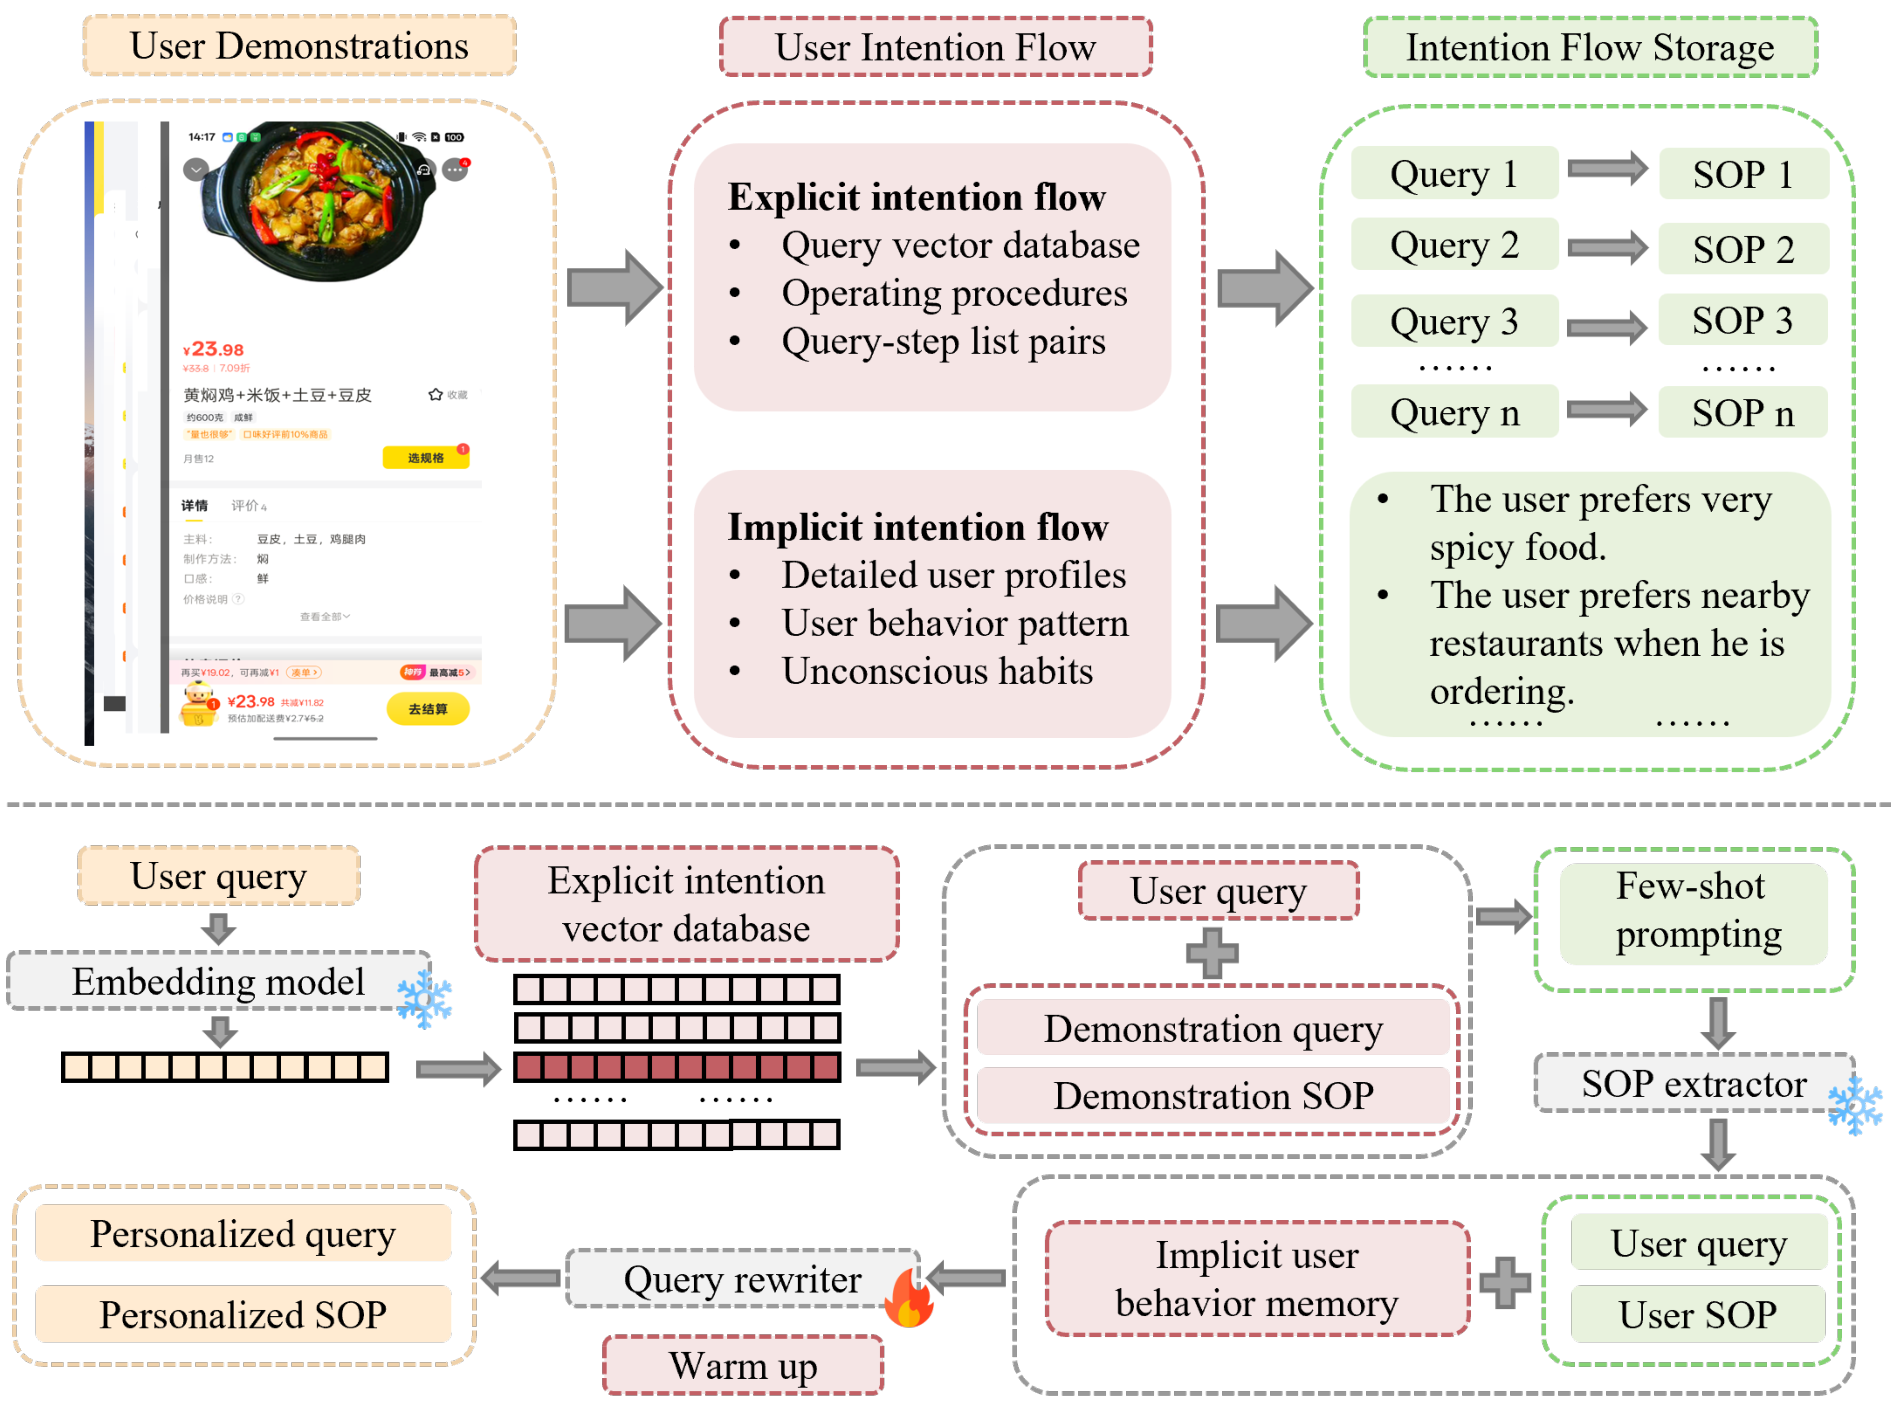 User Demonstrations
User Intention Flow
Intention Flow Storage
14:17
100
4
¥23.98
¥33.8 | 7.09折
黄焖鸡+米饭+土豆+豆皮
收藏
约600克 咸鲜
“量也很够” 口味好评前10%商品
月售12
选规格
1
详情 评价 4
主料： 豆皮，土豆，鸡腿肉
制作方法： 焖
口感： 鲜
价格说明 ?
查看全部
再买¥19.02，可再减¥1 凑单 >
神行 最高减5 >
1
¥23.98 共减¥11.82
预估加配送费¥2.7 ¥5.2
去结算
Explicit intention flow
• Query vector database
• Operating procedures
• Query-step list pairs
Implicit intention flow
• Detailed user profiles
• User behavior pattern
• Unconscious habits
Query 1 SOP 1
Query 2 SOP 2
Query 3 SOP 3
...... ......
Query n SOP n
• The user prefers very
spicy food.
• The user prefers nearby
restaurants when he is
ordering.
...... ......
User query
Embedding model
Explicit intention
vector database
...... ......
User query
Demonstration query
Demonstration SOP
Few-shot
prompting
SOP extractor
User query
User SOP
Implicit user
behavior memory
Query rewriter
Warm up
Personalized query
Personalized SOP